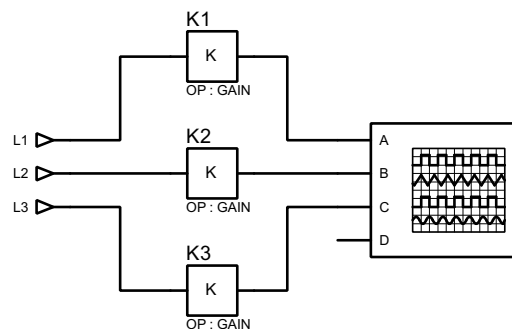 K1
K
OP : GAIN
L1
A
K2
L2
K
B
OP : GAIN
L3
C
D
K3
K
OP : GAIN